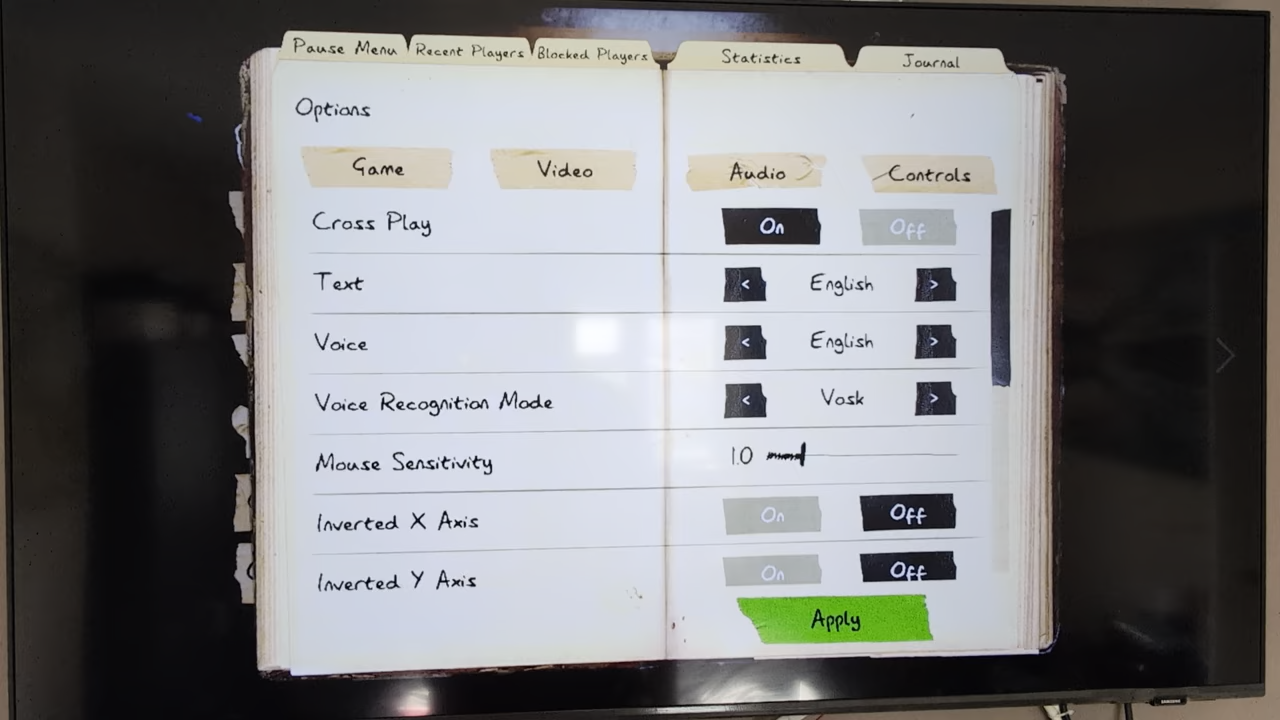 Pause Menu Recent Players Blocked Players Statistics Journal
Options
Game Video Audio Controls
Cross Play On Off
Text < English >
Voice < English >
Voice Recognition Mode < Vosk >
Mouse Sensitivity 1.0
Inverted X Axis On Off
Inverted Y Axis On Off
Apply
SAMSUNG